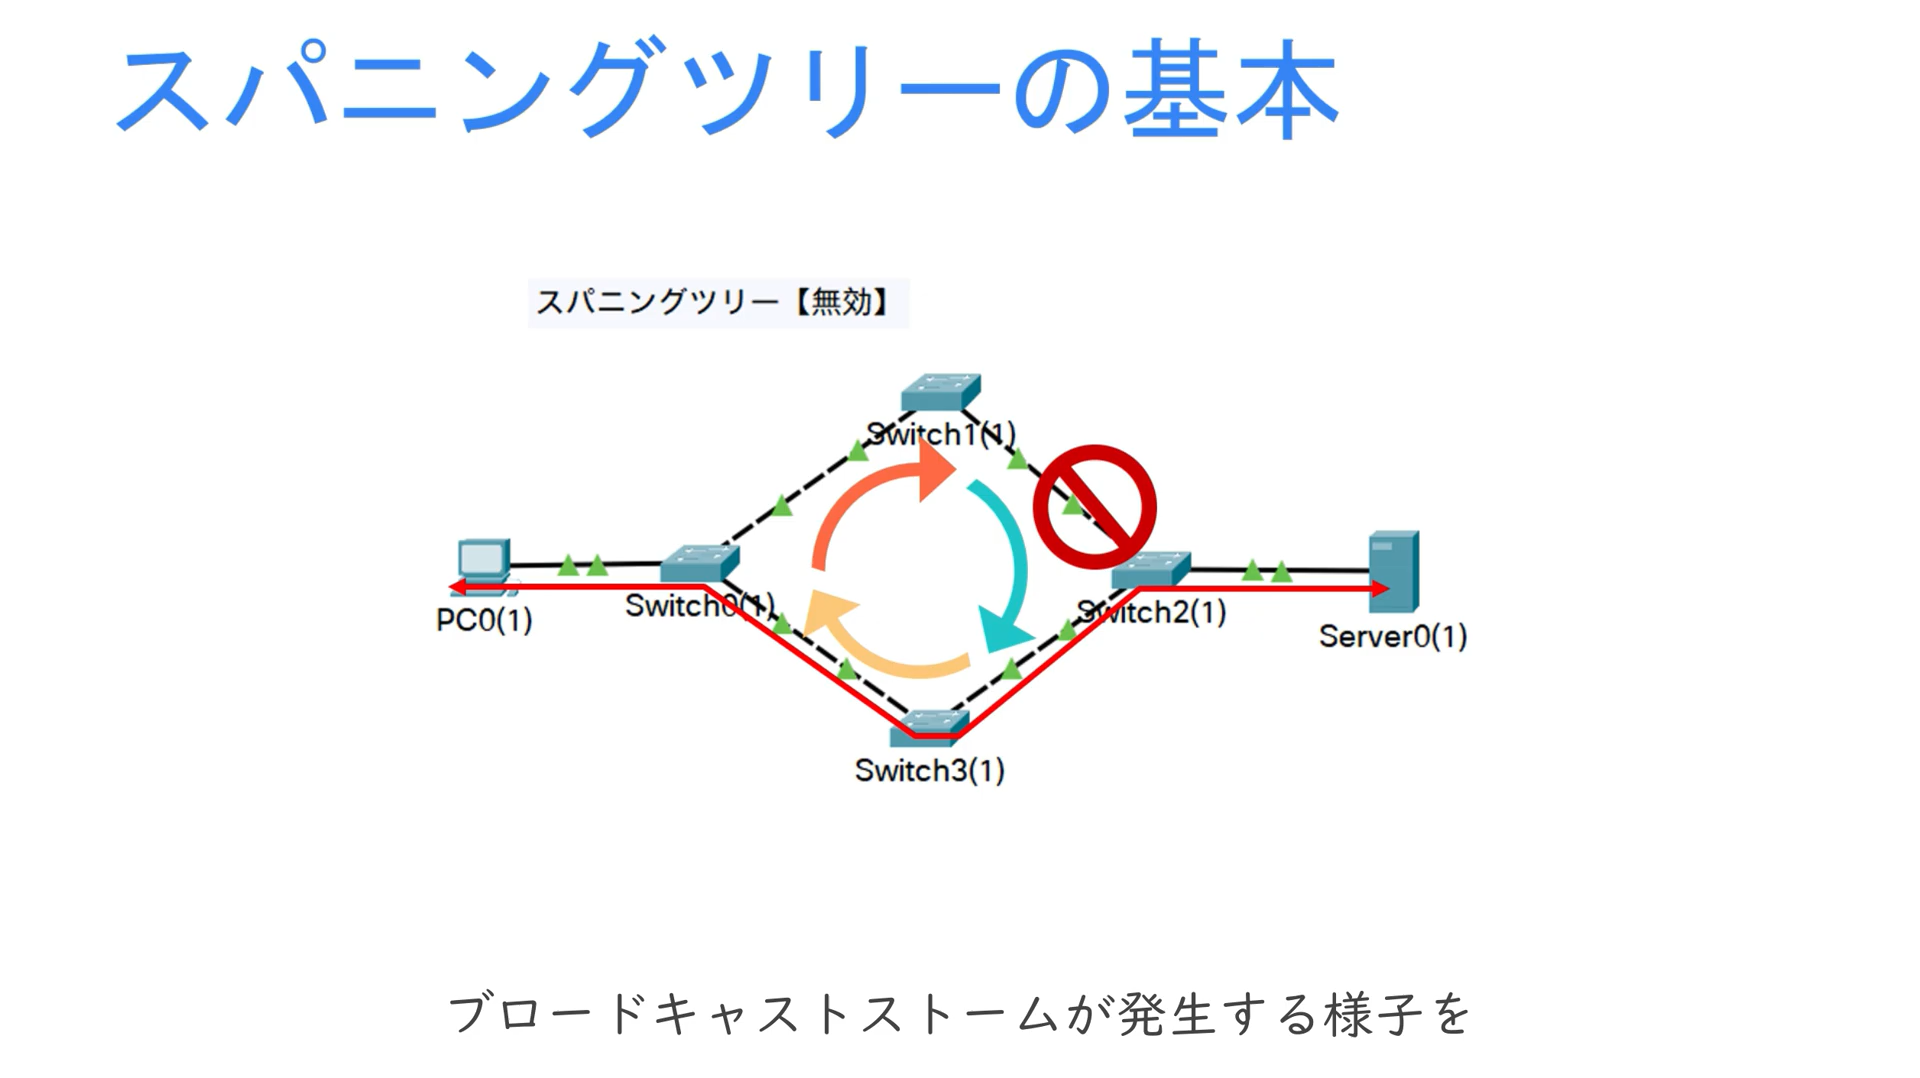 スパニングツリーの基本
スパニングツリー【無効】
Switch1(1)
PC0(1)
Switch0(1)
Switch2(1)
Server0(1)
Switch3(1)
ブロードキャストストームが発生する様子を